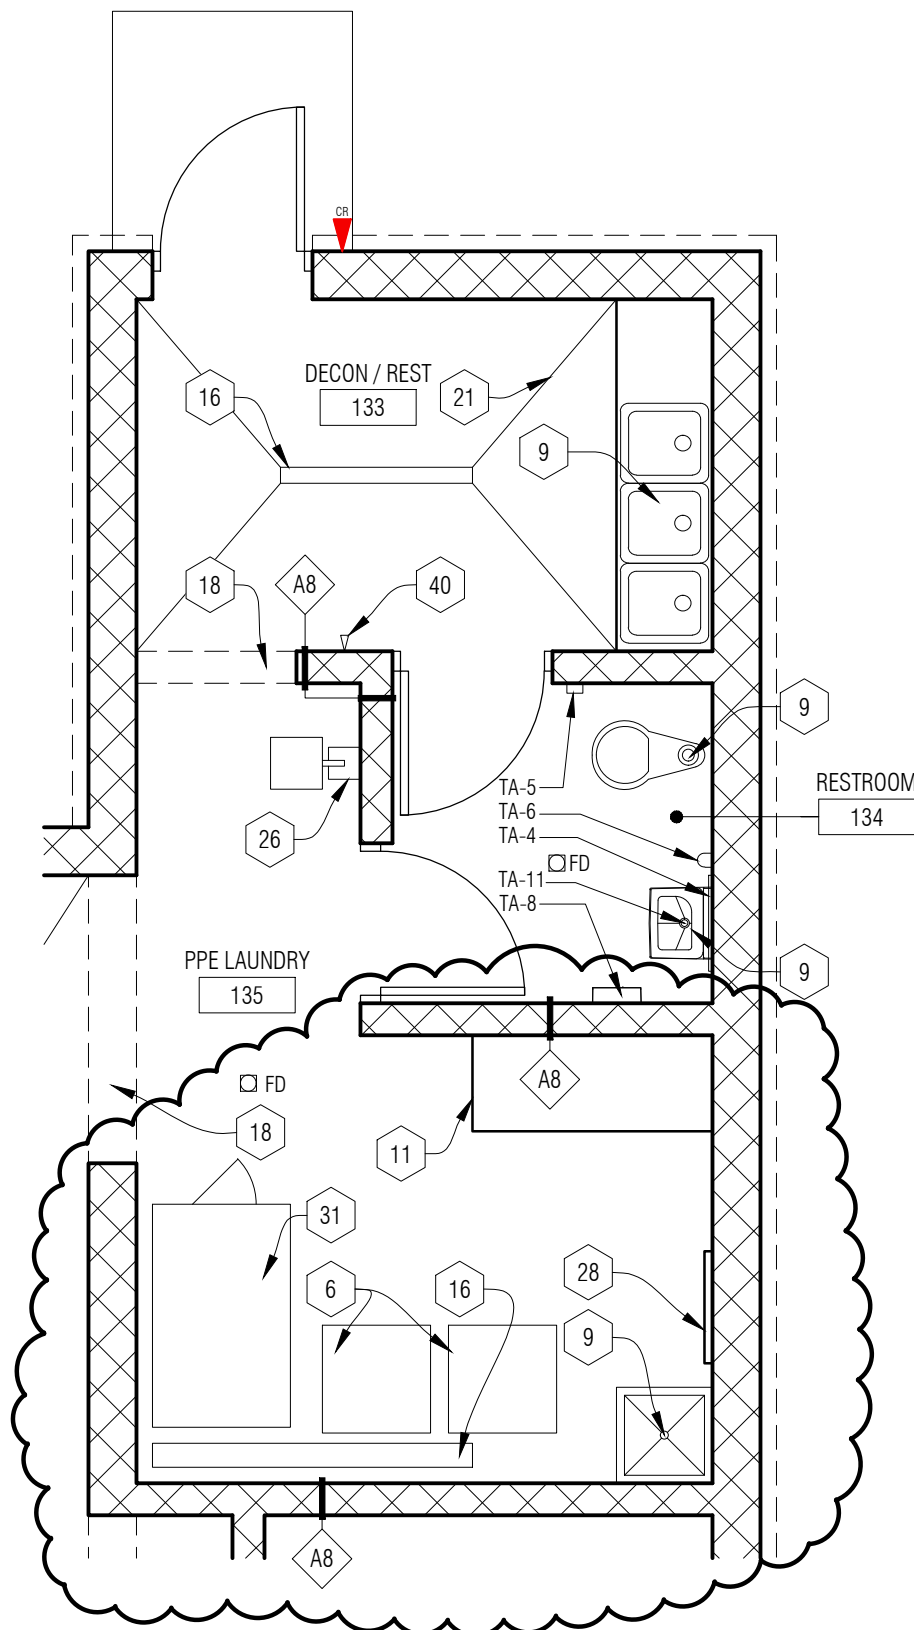 CR
DECON / REST
133
16
21
9
18
A8
40
9
TA-5
TA-6
TA-4
RESTROOM
134
26
FD
TA-11
TA-8
9
PPE LAUNDRY
135
FD
A8
18
11
31
28
6
16
9
A8